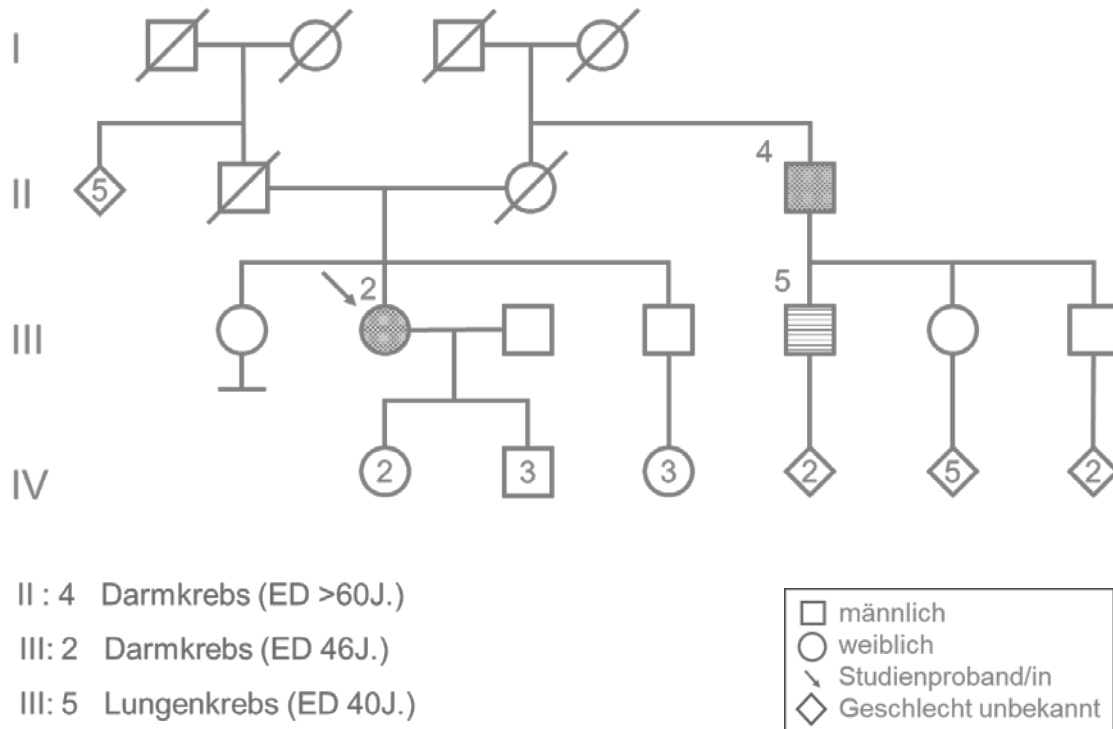 I
4
II
5
2
5
III
IV
2
3
3
2
5
2
II : 4 Darmkrebs (ED >60J.)
III: 2 Darmkrebs (ED 46J.)
III: 5 Lungenkrebs (ED 40J.)
männlich
weiblich
Studienproband/in
Geschlecht unbekannt